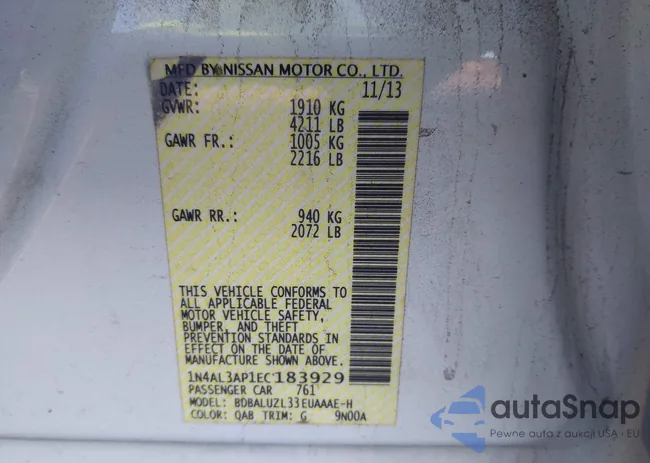 MFD BY NISSAN MOTOR CO., LTD.
DATE: 11/13
GVWR: 1910 KG
4211 LB
GAWR FR.: 1005 KG
2216 LB
GAWR RR.: 940 KG
2072 LB
THIS VEHICLE CONFORMS TO
ALL APPLICABLE FEDERAL
MOTOR VEHICLE SAFETY,
BUMPER, AND THEFT
PREVENTION STANDARDS IN
EFFECT ON THE DATE OF
MANUFACTURE SHOWN ABOVE.
1N4AL3AP1EC183929
PASSENGER CAR 761
MODEL: BDBALUZL33EUAAAE-H
COLOR: QAB TRIM: G 9N00A
autoSnap
Pewne auta z aukcji USA · EU